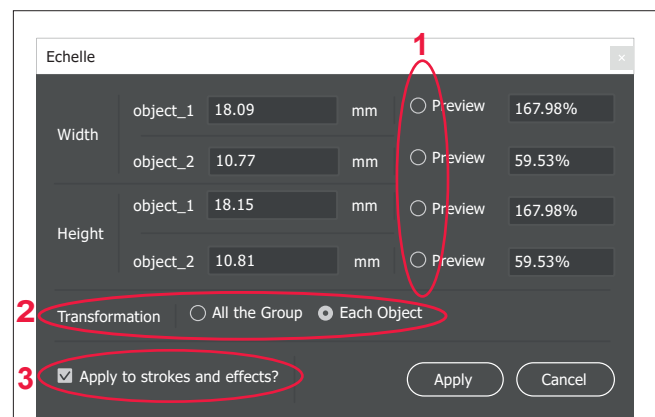 1
Echelle ×
Width
object_1 18.09 mm Preview 167.98%
object_2 10.77 mm Preview 59.53%
Height
object_1 18.15 mm Preview 167.98%
object_2 10.81 mm Preview 59.53%
2 Transformation All the Group Each Object
3 Apply to strokes and effects? Apply Cancel